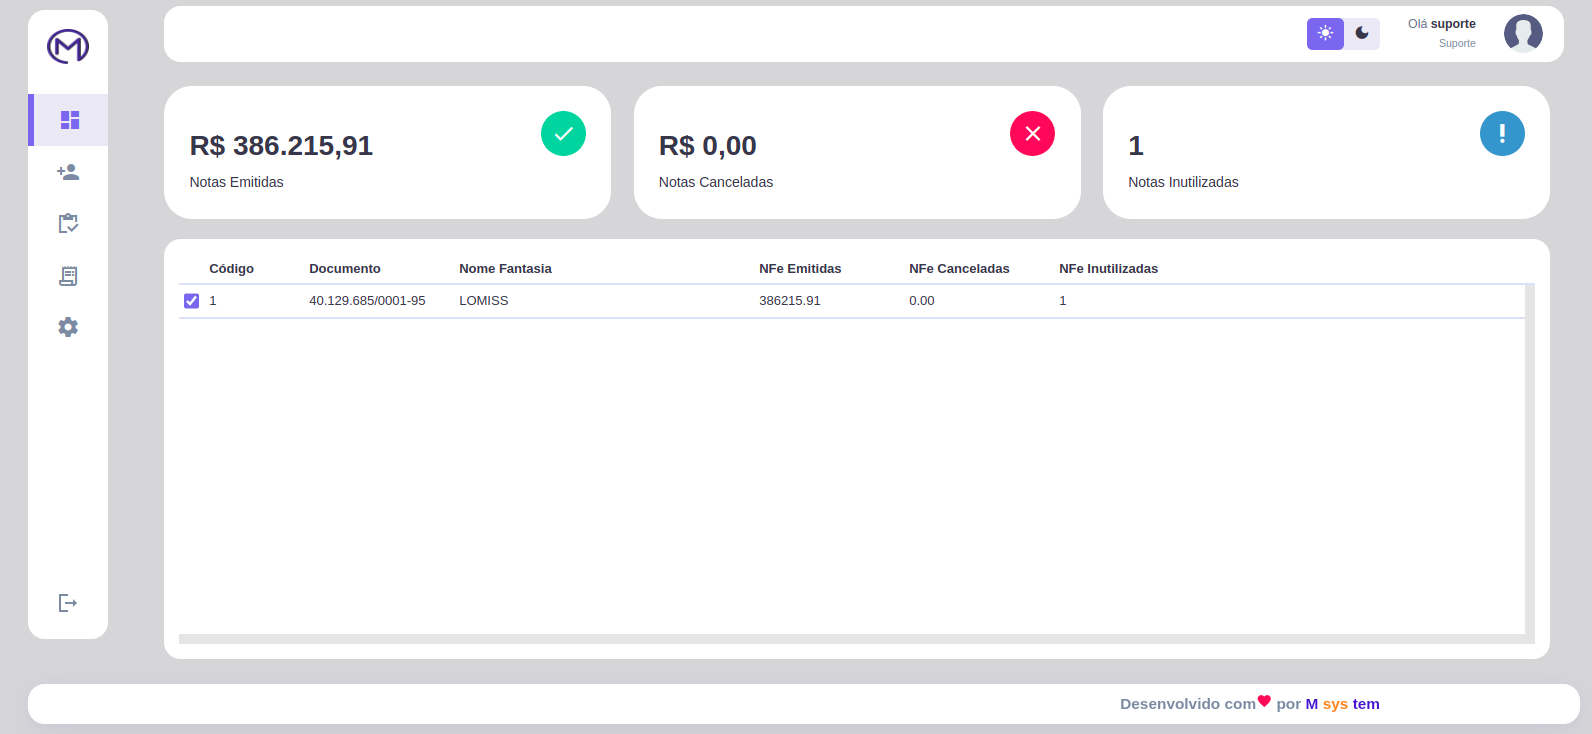 Olá suporte
Suporte
R$ 386.215,91
Notas Emitidas
R$ 0,00
Notas Canceladas
1
Notas Inutilizadas
Código Documento Nome Fantasia NFe Emitidas NFe Canceladas NFe Inutilizadas
1 40.129.685/0001-95 LOMISS 386215.91 0.00 1
Desenvolvido com por M sys tem